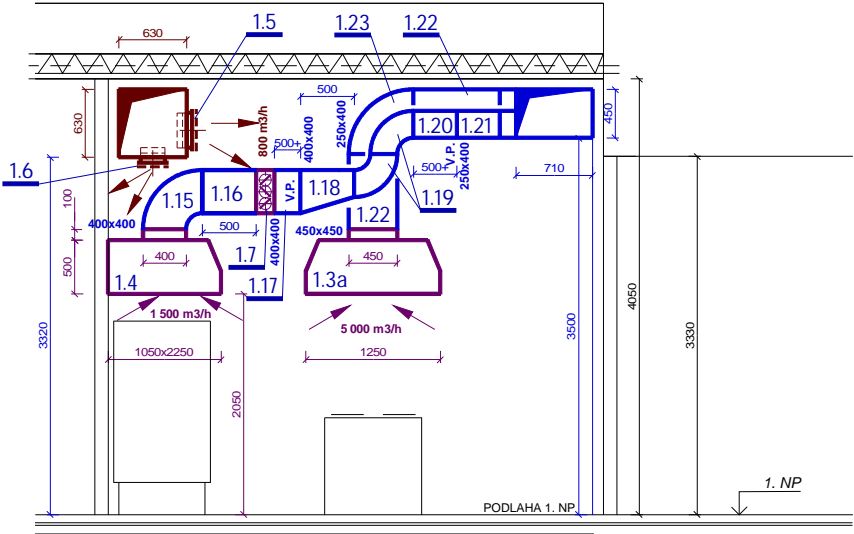 630
1.5
1.23
1.22
630
500
450
800 m3/h
500+
400x400
250x400
1.20
1.21
500+
V.P.
250x400
710
1.6
100
400x400
1.15
1.16
V.P.
1.18
1.19
500
1.7
400x400
1.17
450x450
1.22
400
450
500
1.4
1.3a
1 500 m3/h
5 000 m3/h
1050x2250
1250
3320
2050
3500
4050
3330
PODLAHA 1. NP
1. NP